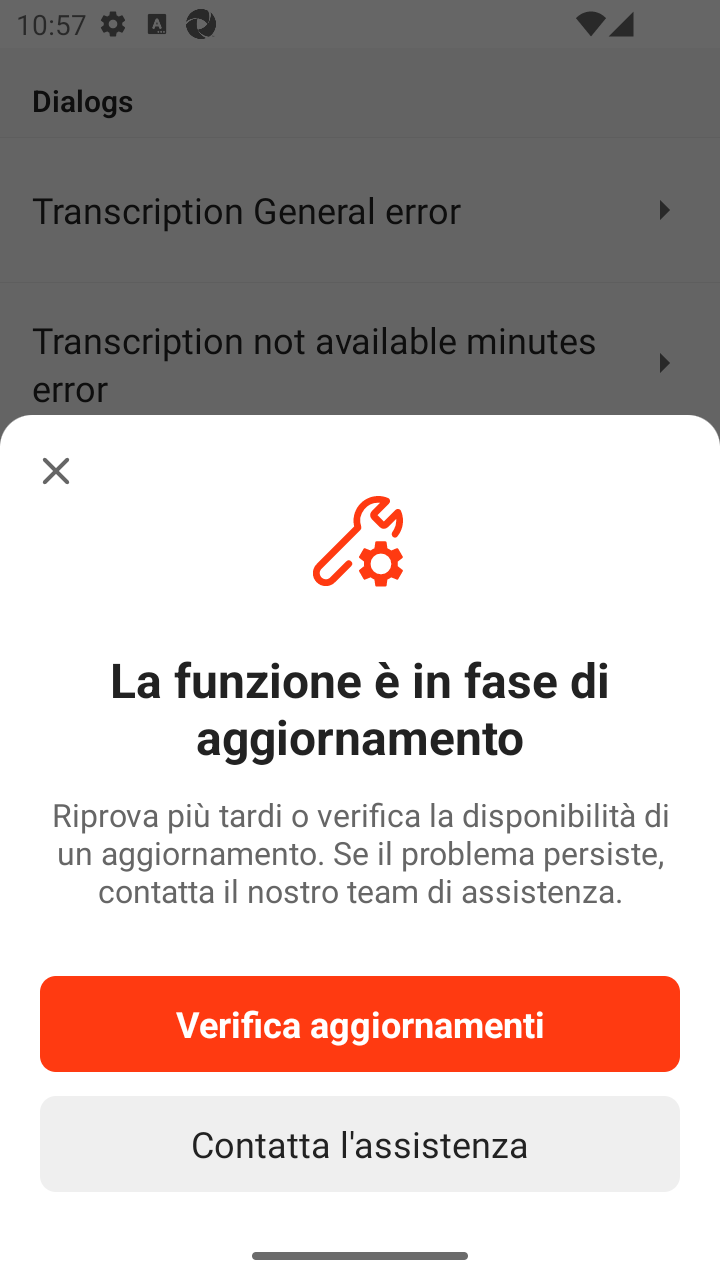 10:57
Dialogs
Transcription General error
Transcription not available minutes
error
La funzione è in fase di
aggiornamento
Riprova più tardi o verifica la disponibilità di
un aggiornamento. Se il problema persiste,
contatta il nostro team di assistenza.
Verifica aggiornamenti
Contatta l'assistenza